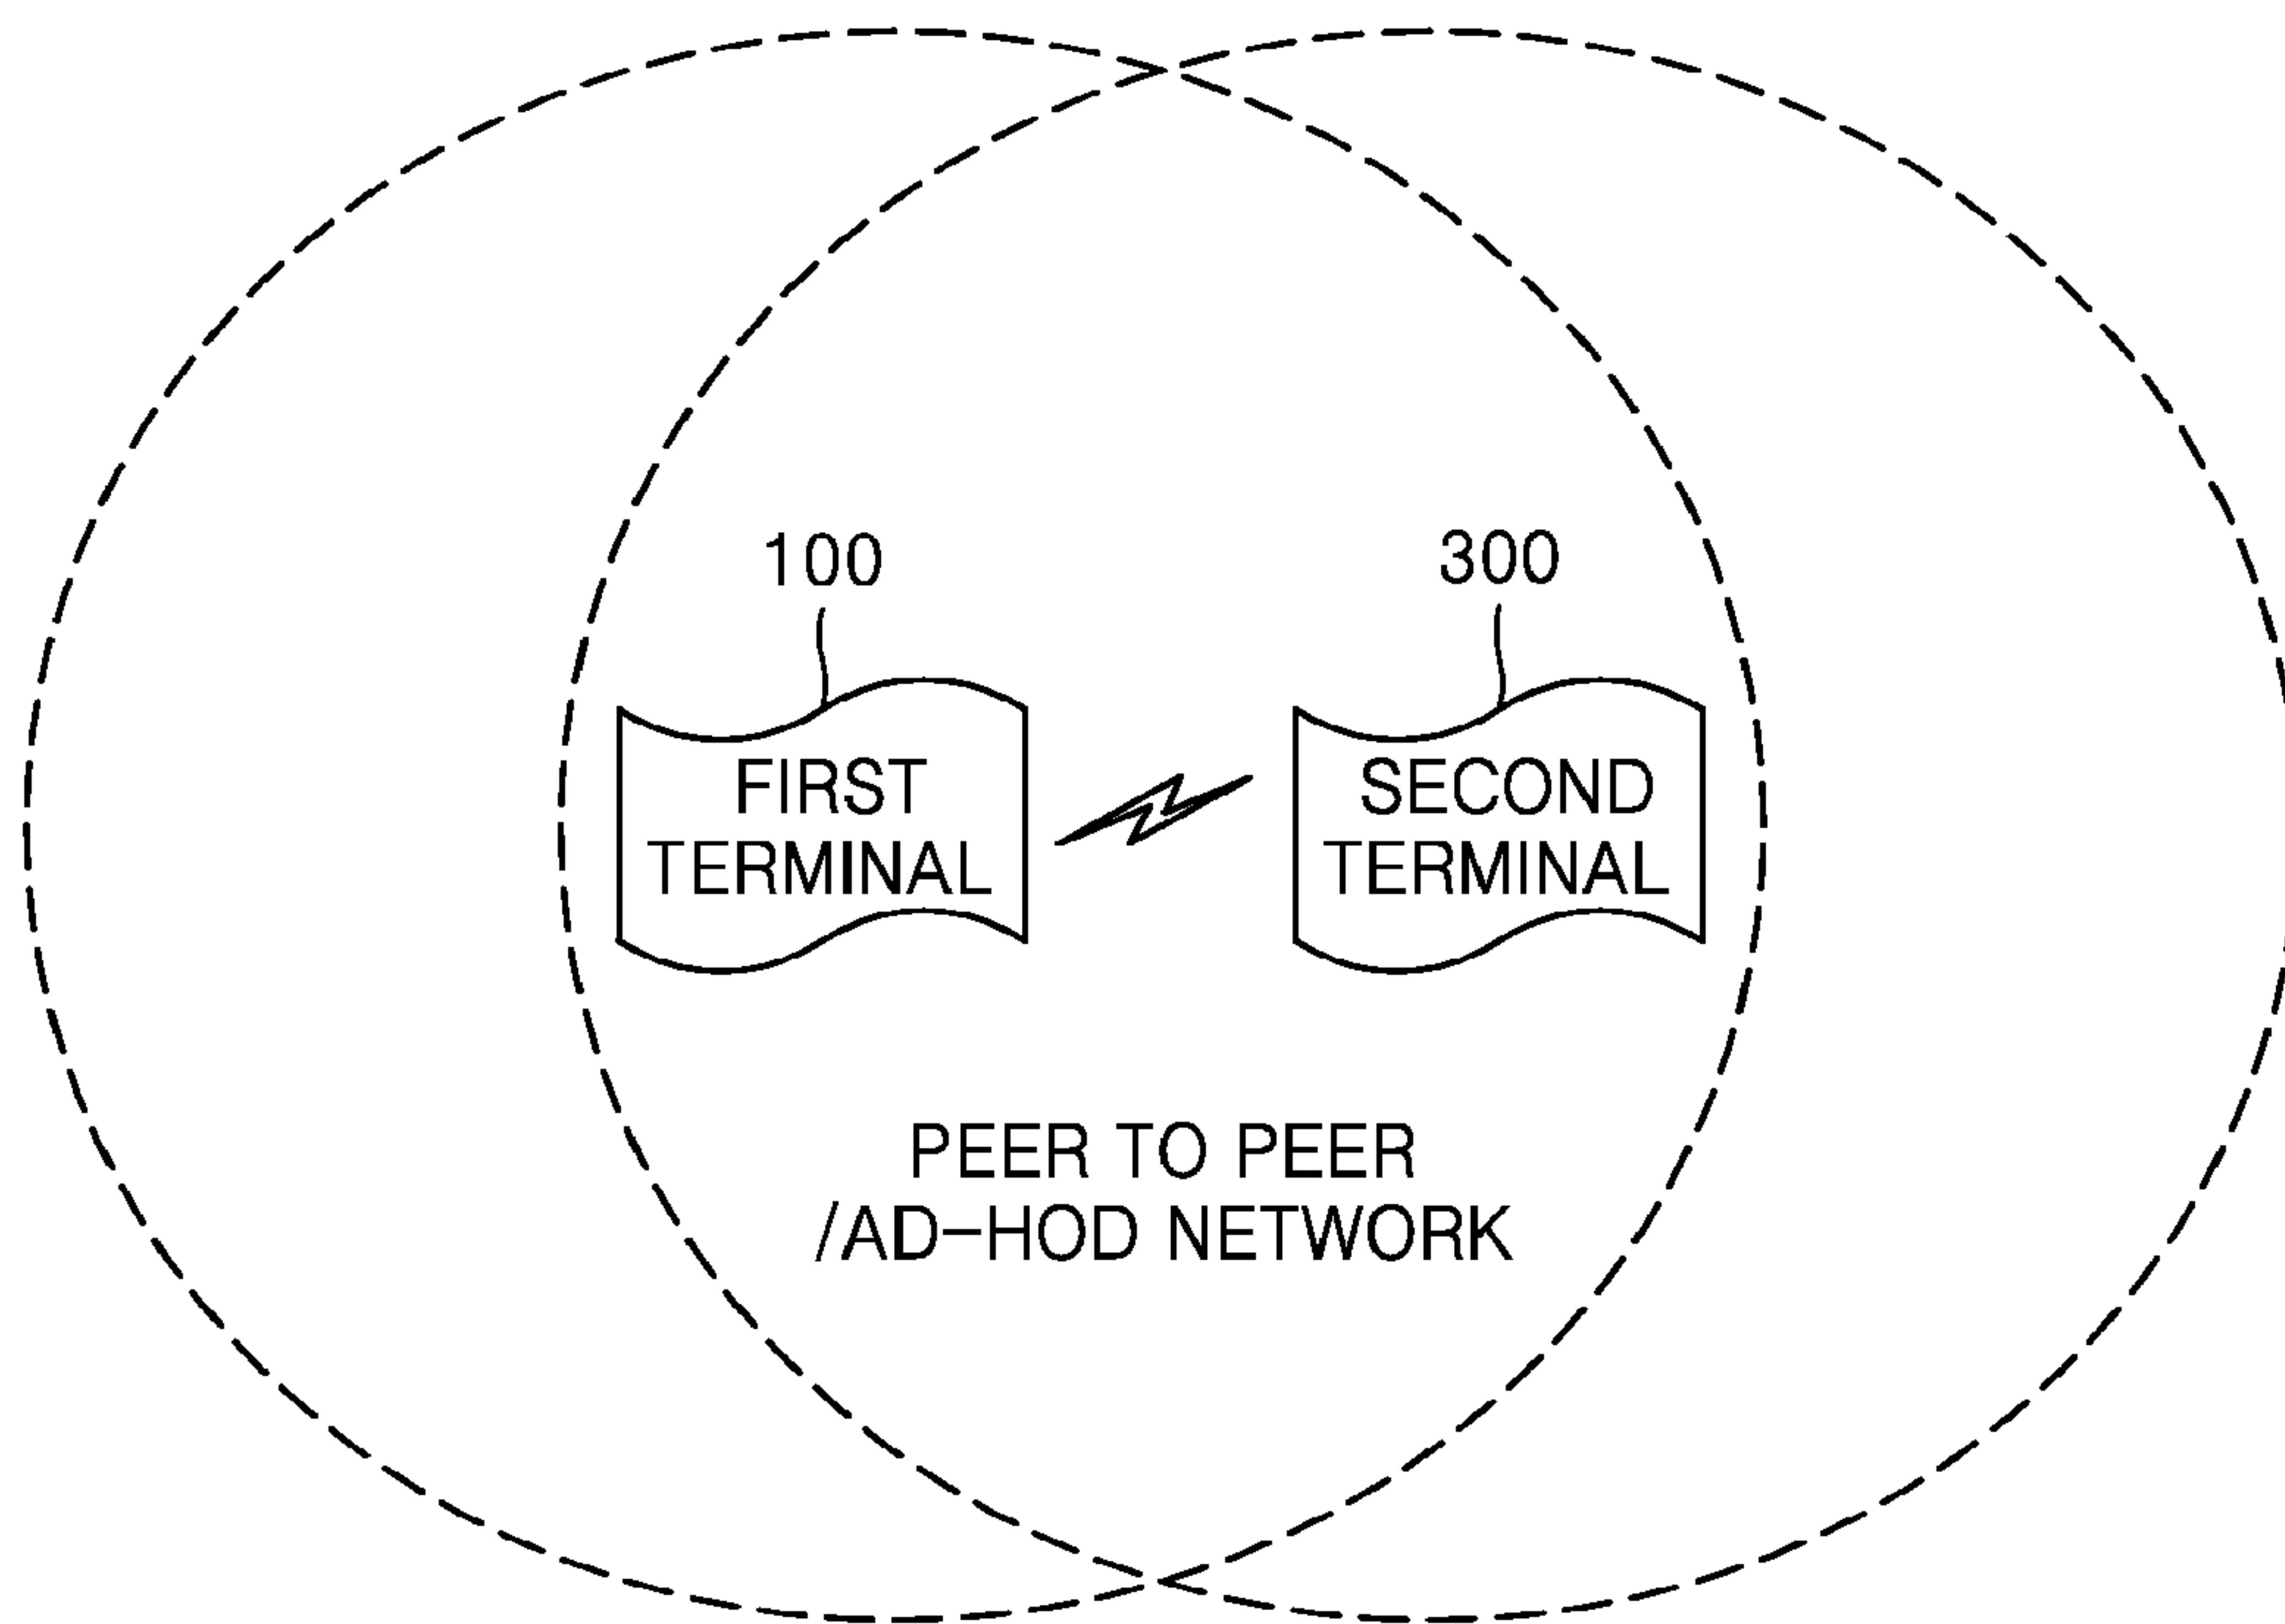 100
300
FIRST
TERMINAL
SECOND
TERMINAL
PEER TO PEER
/AD-HOD NETWORK